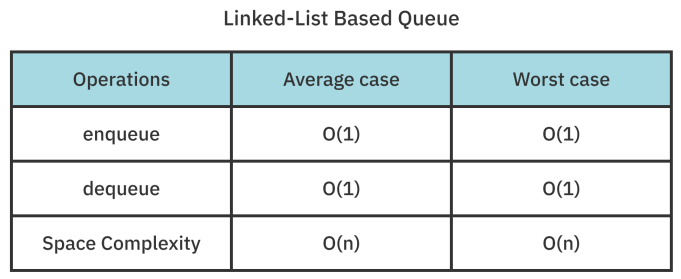 Linked-List Based Queue
Operations Average case Worst case
enqueue O(1) O(1)
dequeue O(1) O(1)
Space Complexity O(n) O(n)